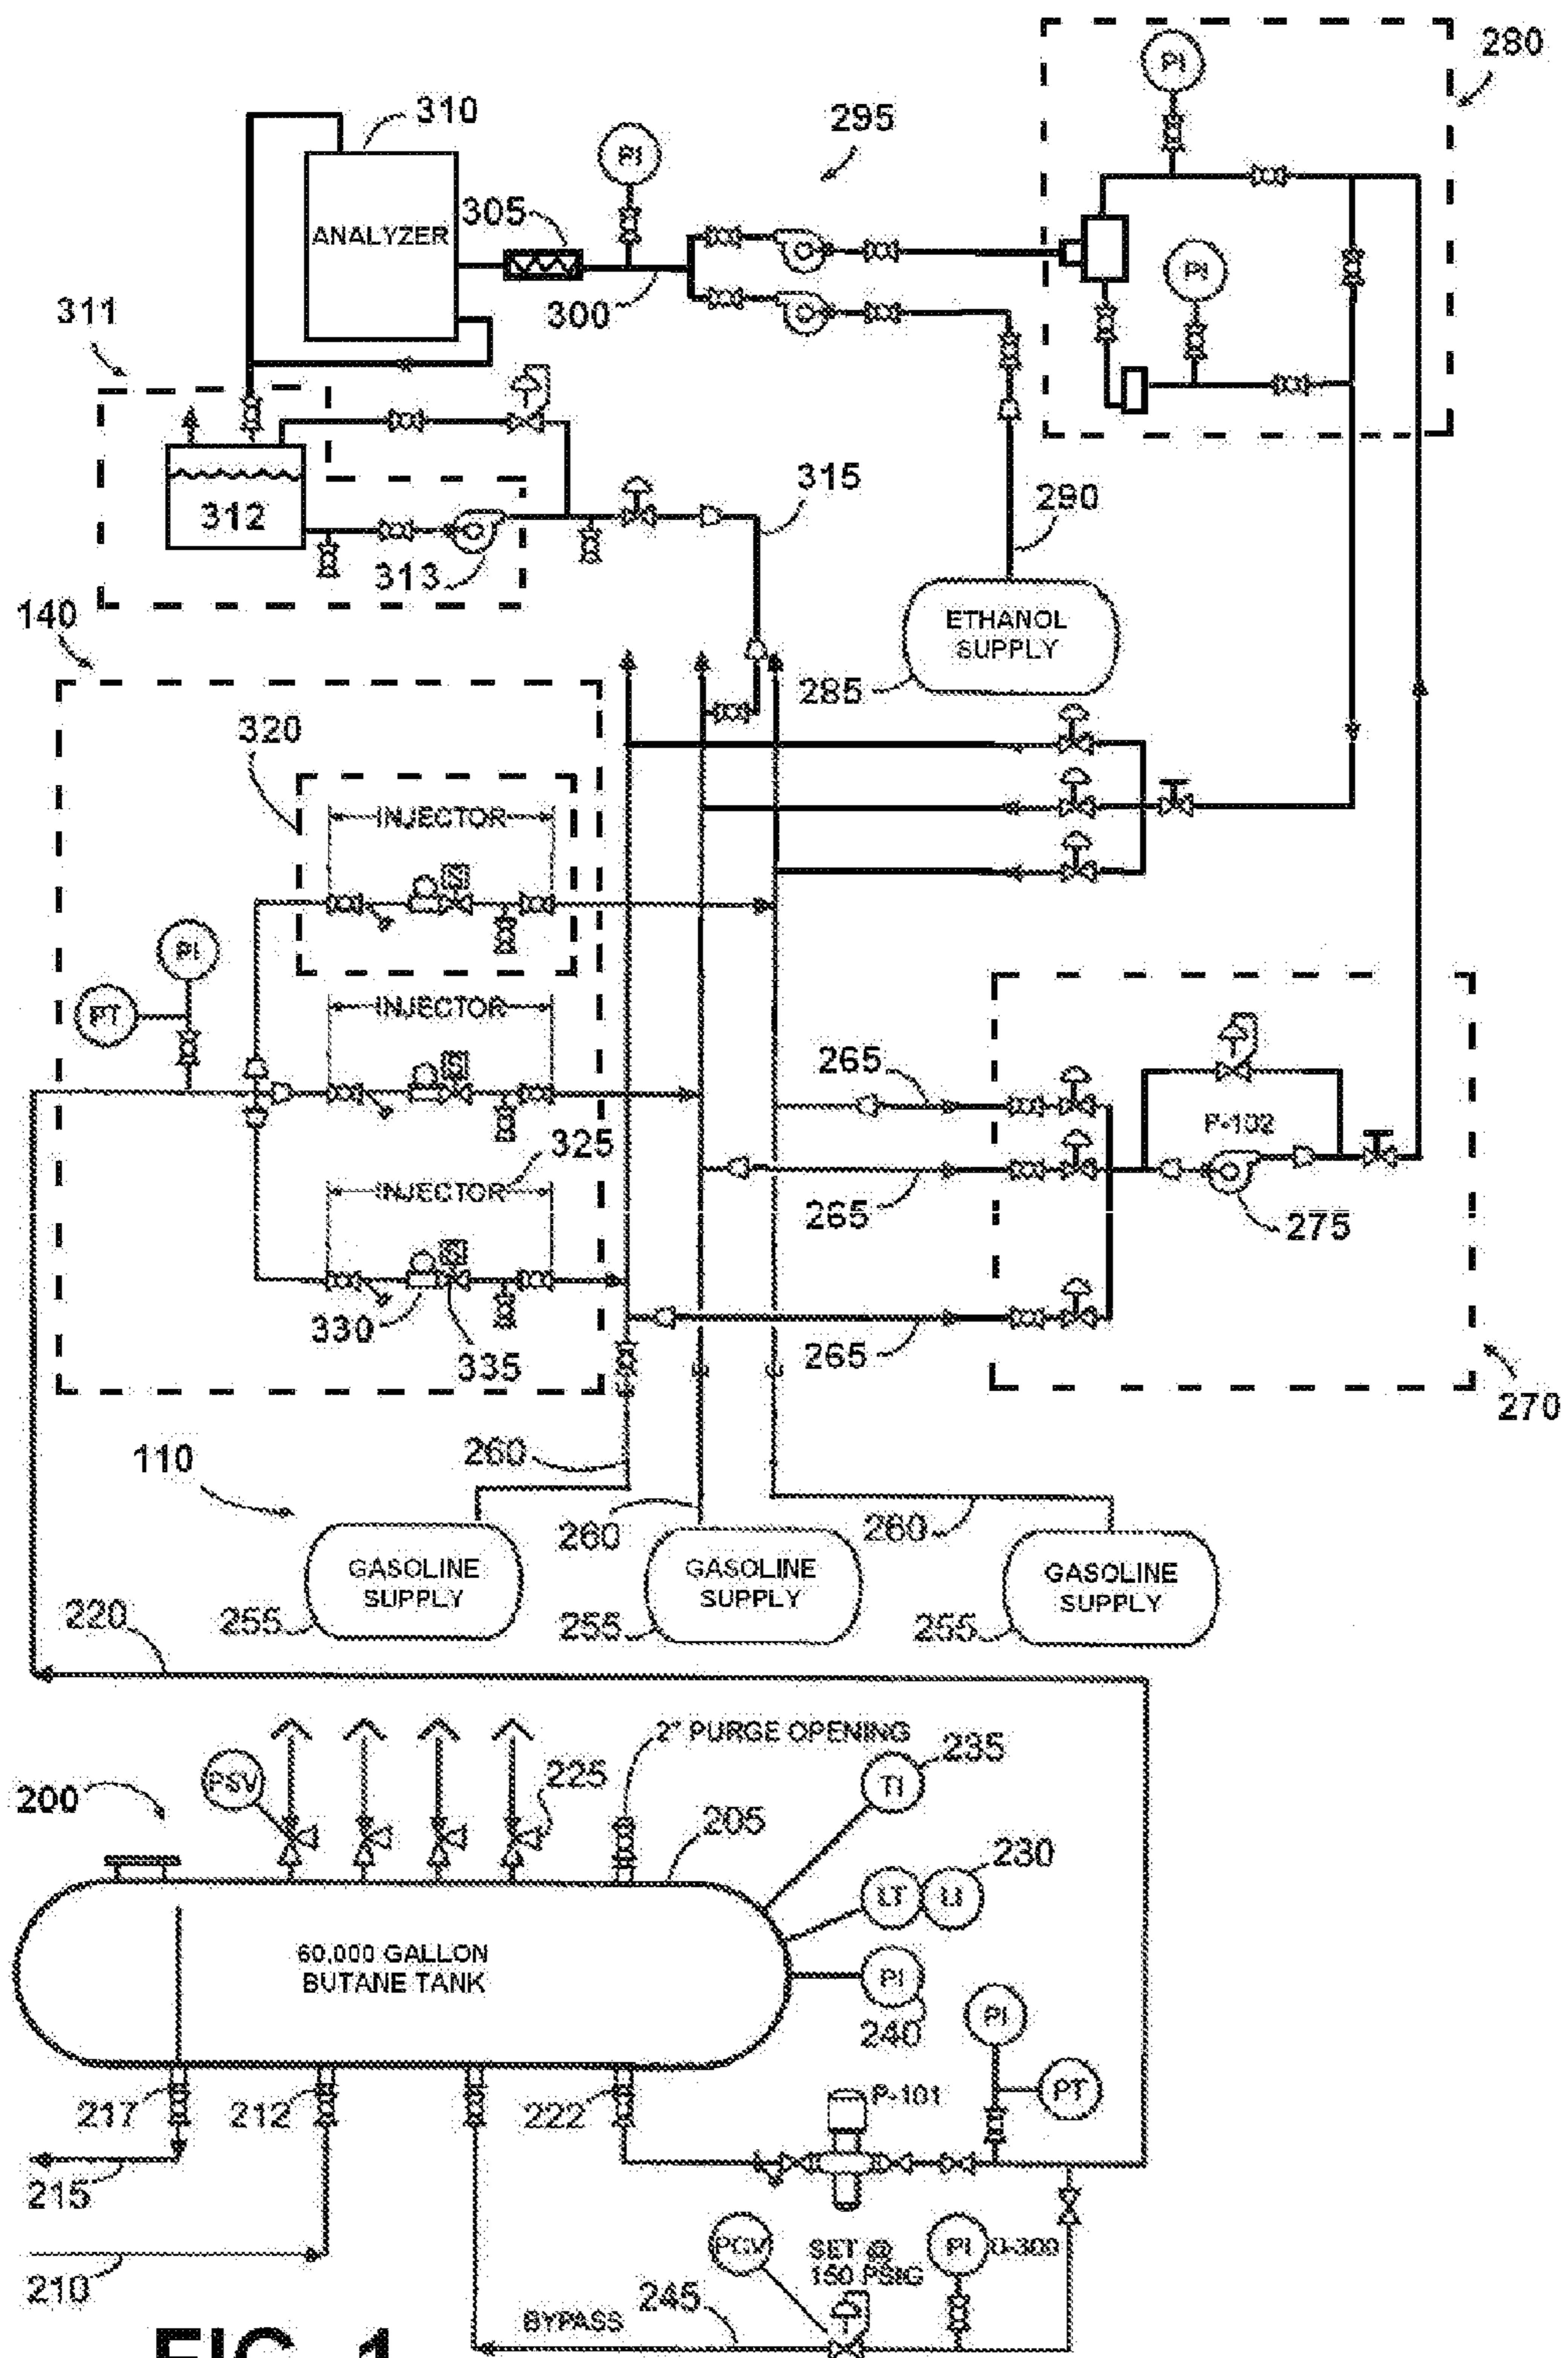 280
PI
310
295
PI
305
ANALYZER
PI
300
311
315
290
312
313
140
ETHANOL
SUPPLY
285
320
INJECTOR
S
PI
PT
INJECTOR
S
265
P-102
325
INJECTOR
265
275
S
330
335
265
270
110
260
260
260
GASOLINE
SUPPLY
GASOLINE
SUPPLY
GASOLINE
SUPPLY
255
255
255
220
2" PURGE OPENING
235
PSV
TI
225
200
205
230
LT
LI
60,000 GALLON
BUTANE TANK
PI
PI
240
P-101
PT
217
212
222
215
PCV
SET @
150 PSIG
PI
0-300
210
245
BYPASS
FIG. 1